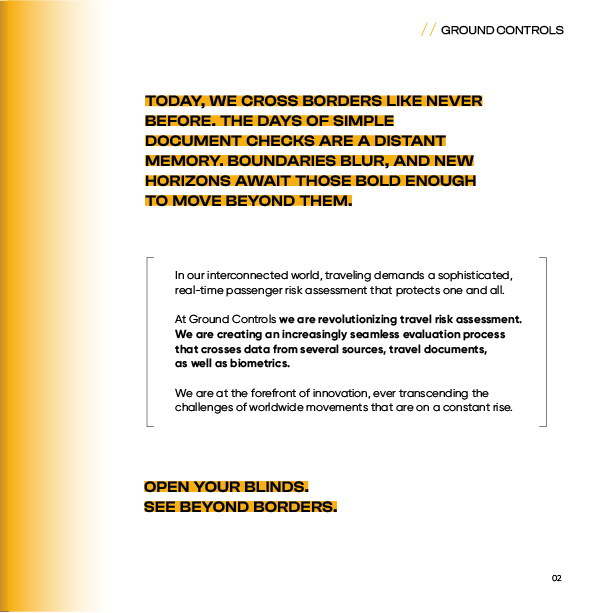 // GROUND CONTROLS
TODAY, WE CROSS BORDERS LIKE NEVER
BEFORE. THE DAYS OF SIMPLE
DOCUMENT CHECKS ARE A DISTANT
MEMORY. BOUNDARIES BLUR, AND NEW
HORIZONS AWAIT THOSE BOLD ENOUGH
TO MOVE BEYOND THEM.
In our interconnected world, traveling demands a sophisticated,
real-time passenger risk assessment that protects one and all.
At Ground Controls we are revolutionizing travel risk assessment.
We are creating an increasingly seamless evaluation process
that crosses data from several sources, travel documents,
as well as biometrics.
We are at the forefront of innovation, ever transcending the
challenges of worldwide movements that are on a constant rise.
OPEN YOUR BLINDS.
SEE BEYOND BORDERS.
02